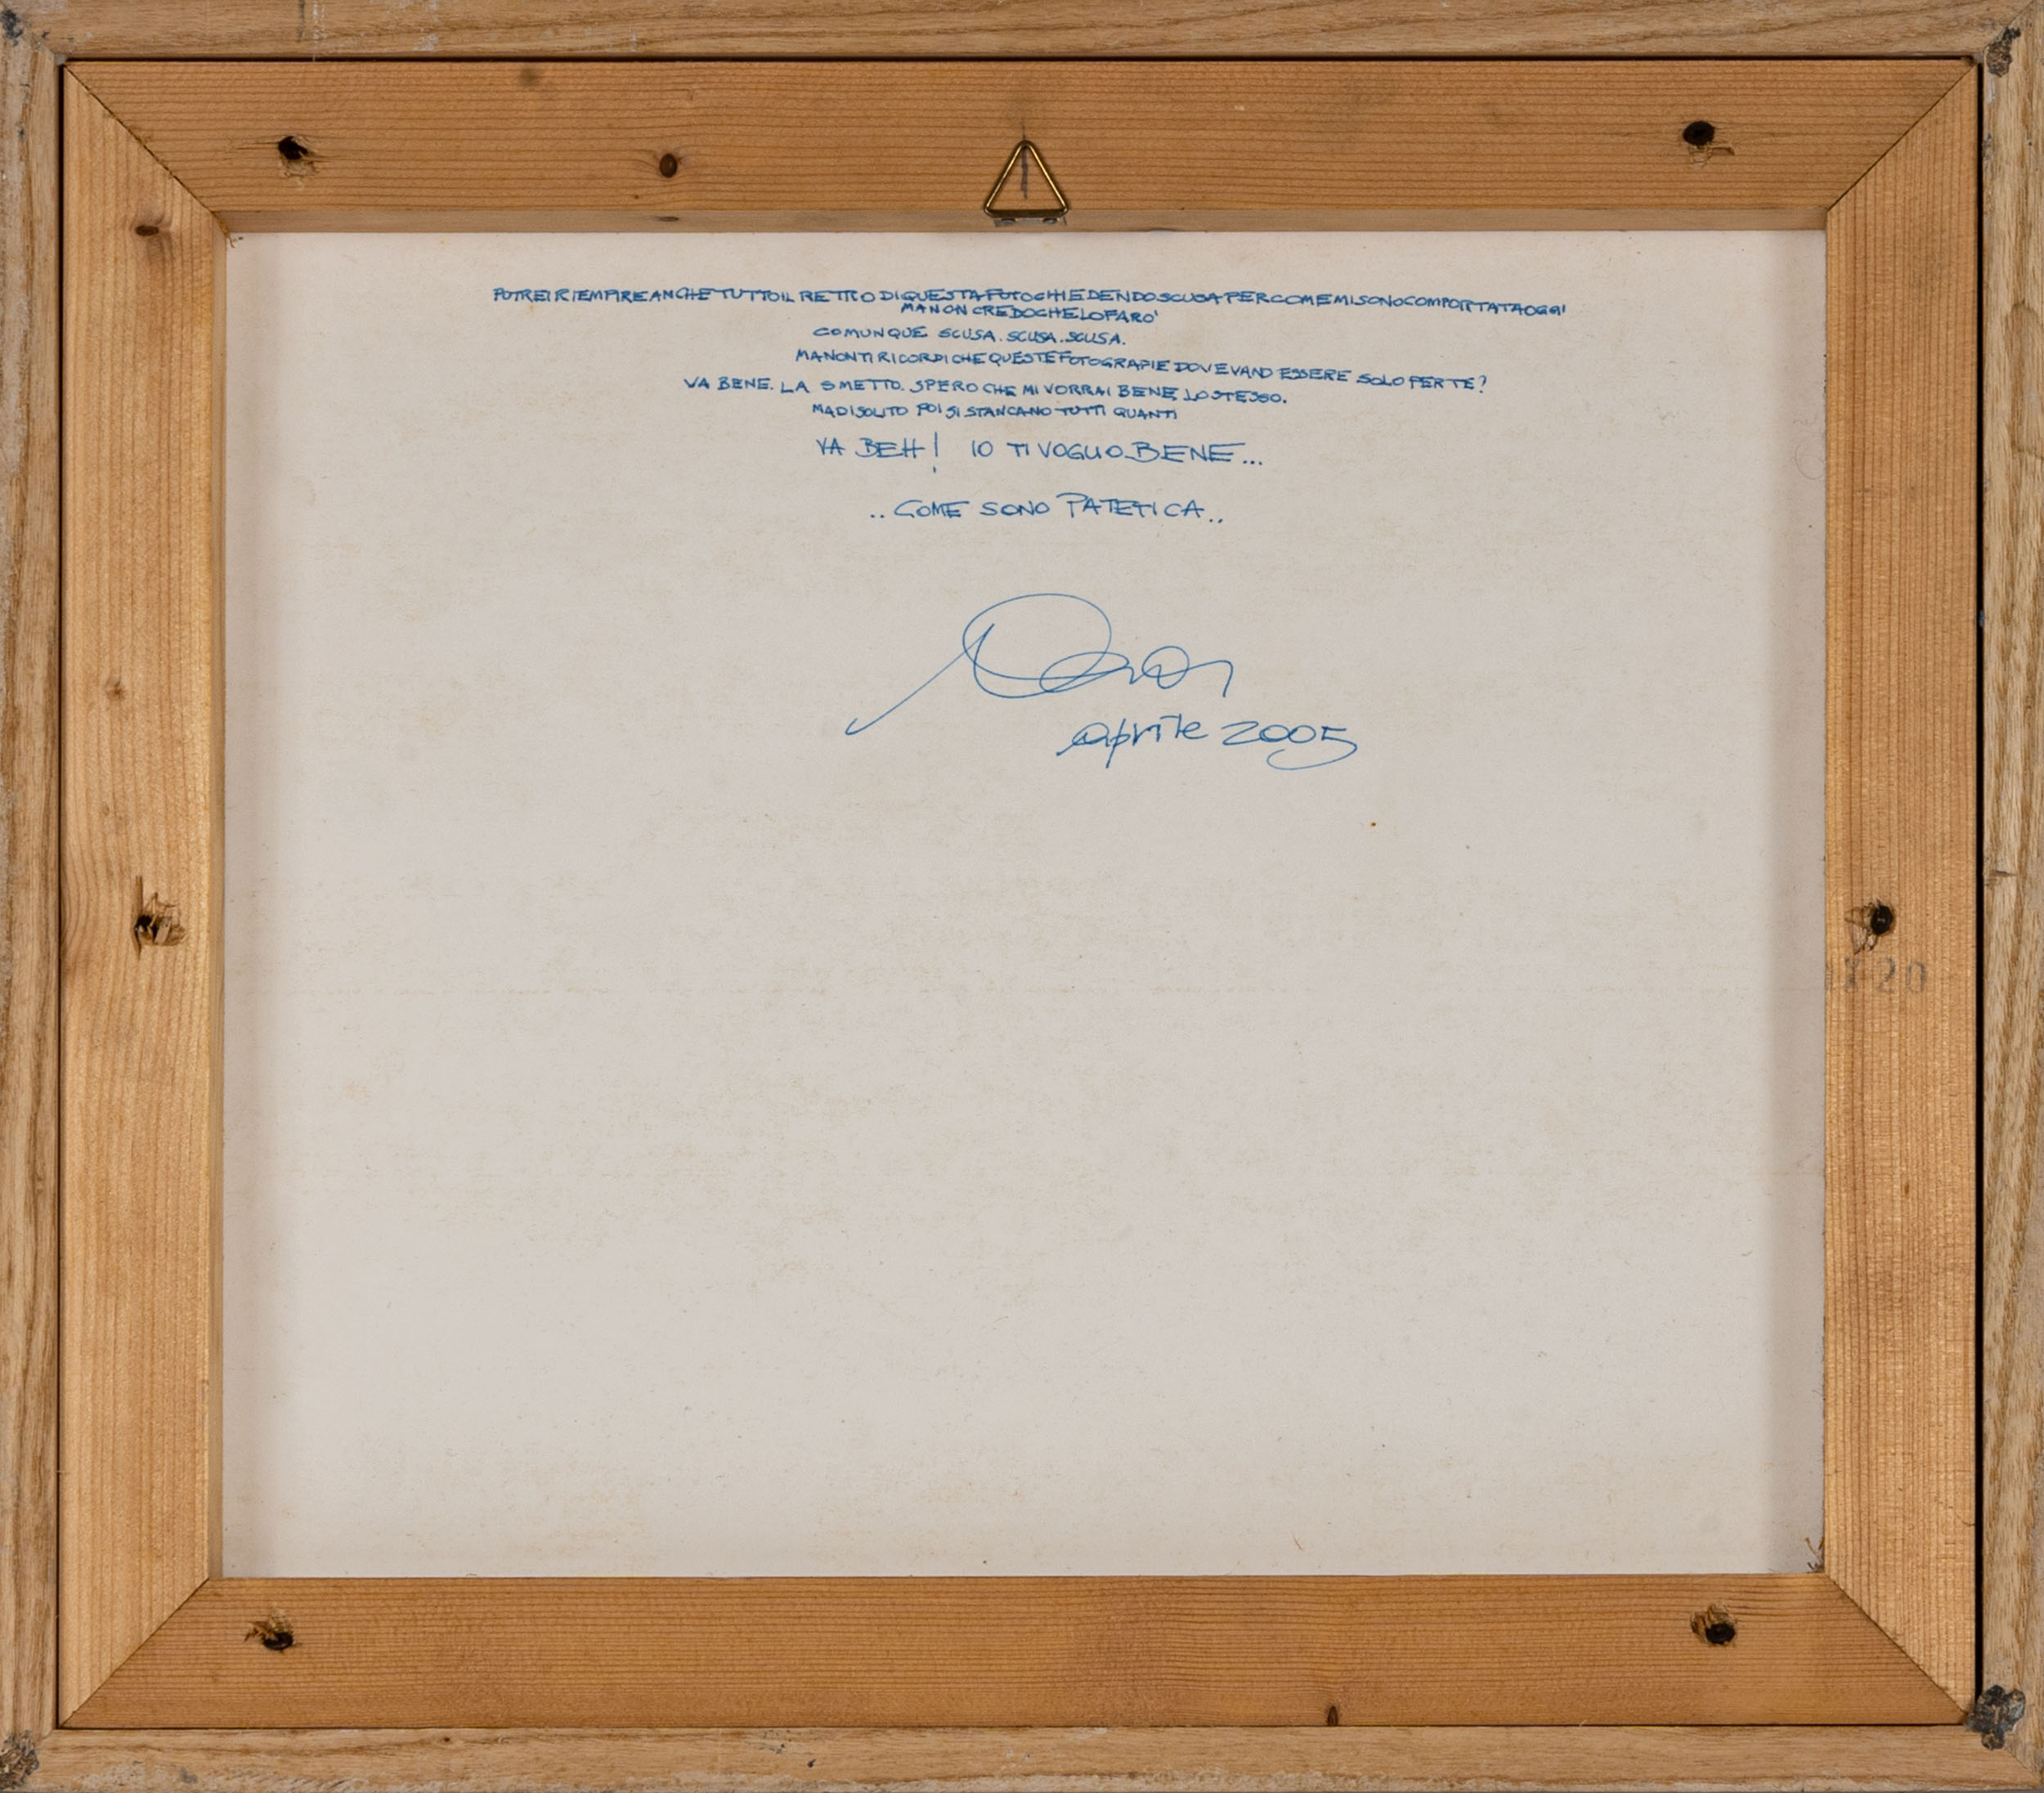 POTREI RIEMPIRE ANCHE TUTTO IL RETRO DI QUESTA FOTO CHIEDENDO SCUSA PER COME MI SONO COMPORTATA OGGI
MA NON CREDO CHE LO FARO'
COMUNQUE SCUSA. SCUSA. SCUSA.
MA NON TI RICORDI CHE QUESTE FOTOGRAFIE DOVEVANO ESSERE SOLO PER TE?
VA BENE. LA SMETTO. SPERO CHE MI VORRAI BENE LO STESSO.
MA DI SOLITO POI SI STANCANO TUTTI QUANTI
VA BEH! IO TI VOGLIO BENE...
..COME SONO PATETICA..
aprile 2005
20